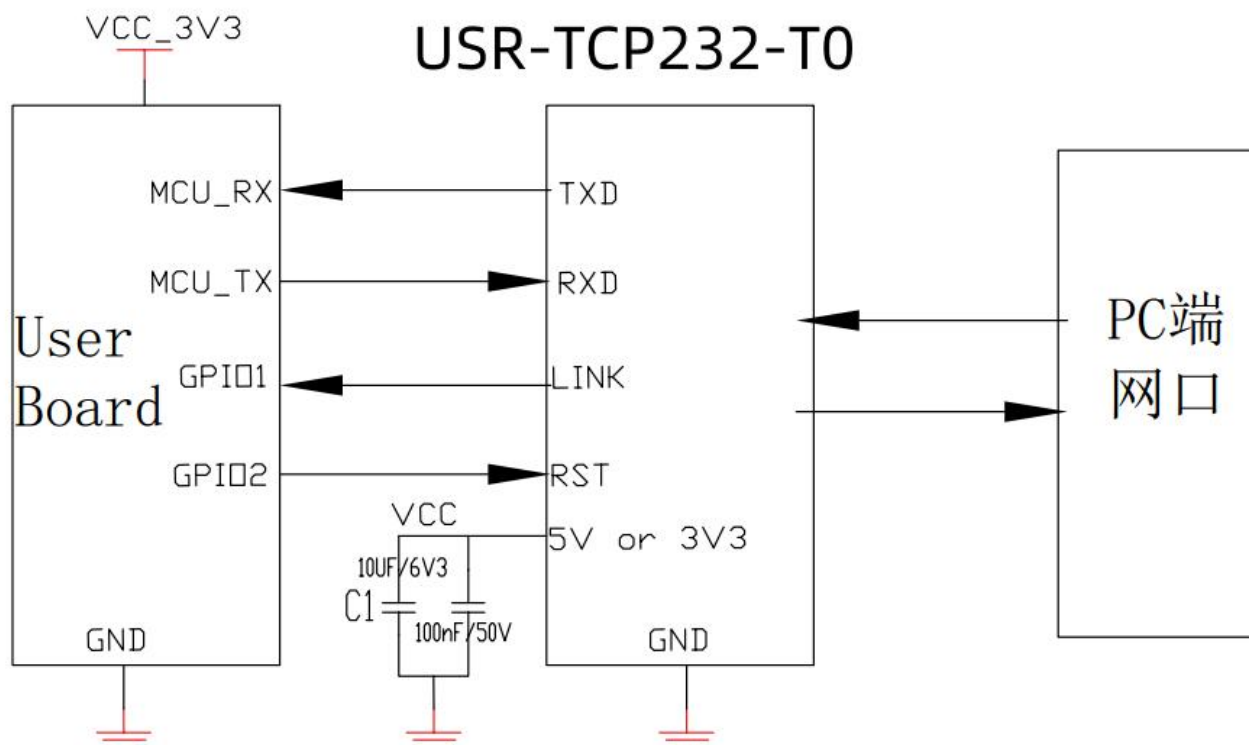 VCC_3V3
USR-TCP232-T0
MCU_RX
TXD
MCU_TX
RXD
User
Board
GPIO1
LINK
GPIO2
RST
VCC
5V or 3V3
10UF/6V3
C1
100nF/50V
GND
GND
PC端
网口